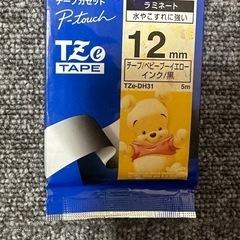 テープカセット
P-touch
TZe
TAPE
ラミネート
水やこすれに強い
12mm
テープ/ベビープーイエロー
インク/黒
TZe-DH31
5m